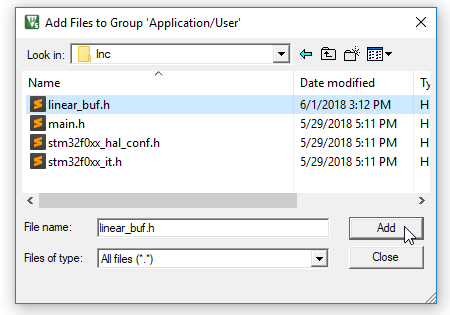 Add Files to Group 'Application/User'
Look in: Inc
Name Date modified Ty
linear_buf.h 6/1/2018 3:12 PM H
main.h 5/29/2018 5:11 PM H
stm32f0xx_hal_conf.h 5/29/2018 5:11 PM H
stm32f0xx_it.h 5/29/2018 5:11 PM H
File name: linear_buf.h Add
Files of type: All files (*.*) Close